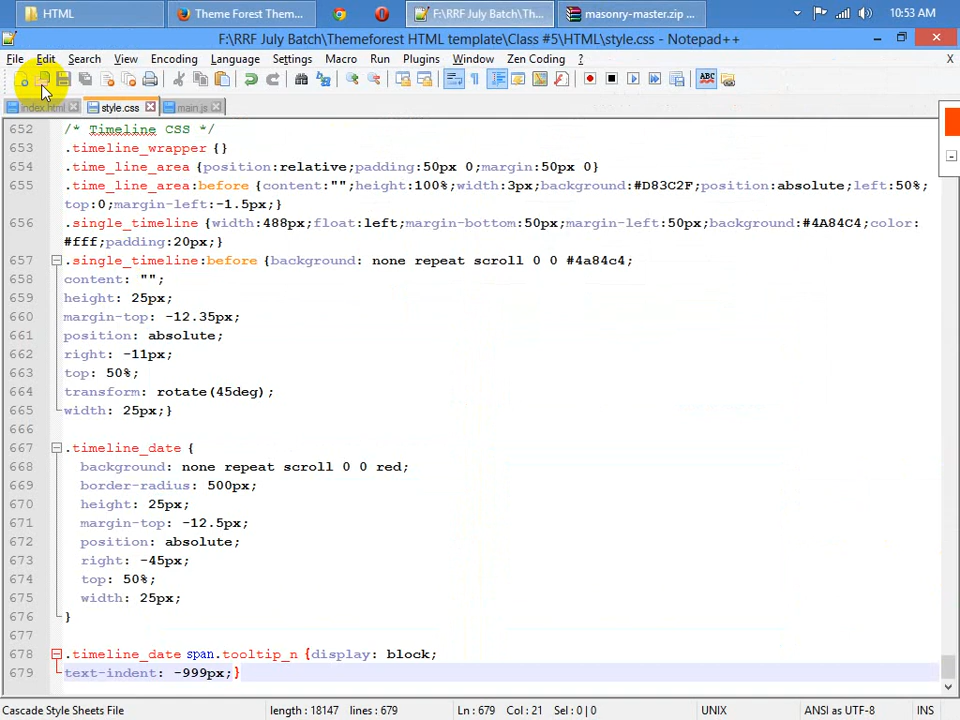 HTML
Theme Forest Them...
F:\RRF July Batch\Th...
masonry-master.zip ...
10:53 AM
F:\RRF July Batch\Themeforest HTML template\Class #5\HTML\style.css - Notepad++
File Edit Search View Encoding Language Settings Macro Run Plugins Window Zen Coding ? X
index.html style.css main.js
652 /* Timeline CSS */
653 .timeline_wrapper {}
654 .time_line_area {position:relative;padding:50px 0;margin:50px 0}
655 .time_line_area:before {content:"";height:100%;width:3px;background:#D83C2F;position:absolute;left:50%;
top:0;margin-left:-1.5px;}
656 .single_timeline {width:488px;float:left;margin-bottom:50px;margin-left:50px;background:#4A84C4;color:
#fff;padding:20px;}
657 .single_timeline:before {background: none repeat scroll 0 0 #4a84c4;
658 content: "";
659 height: 25px;
660 margin-top: -12.35px;
661 position: absolute;
662 right: -11px;
663 top: 50%;
664 transform: rotate(45deg);
665 width: 25px;}
666
667 .timeline_date {
668 background: none repeat scroll 0 0 red;
669 border-radius: 500px;
670 height: 25px;
671 margin-top: -12.5px;
672 position: absolute;
673 right: -45px;
674 top: 50%;
675 width: 25px;
676 }
677
678 .timeline_date span.tooltip_n {display: block;
679 text-indent: -999px;}
Cascade Style Sheets File length : 18147 lines : 679 Ln : 679 Col : 21 Sel : 0 | 0 UNIX ANSI as UTF-8 INS